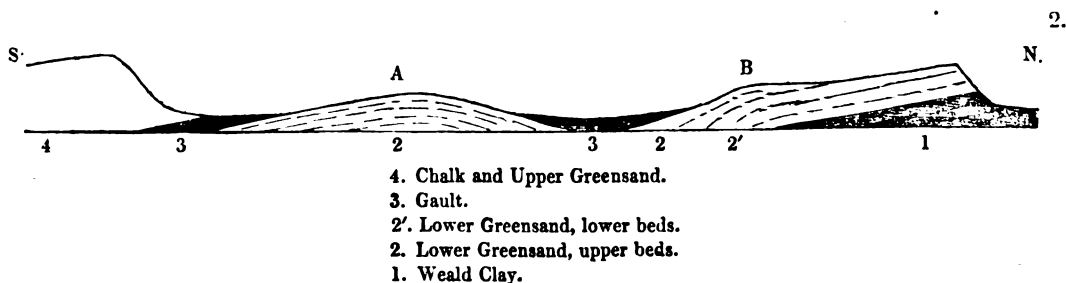 2.
S. N.
A B
4 3 2 3 2 2′ 1
4. Chalk and Upper Greensand.
3. Gault.
2′. Lower Greensand, lower beds.
2. Lower Greensand, upper beds.
1. Weald Clay.